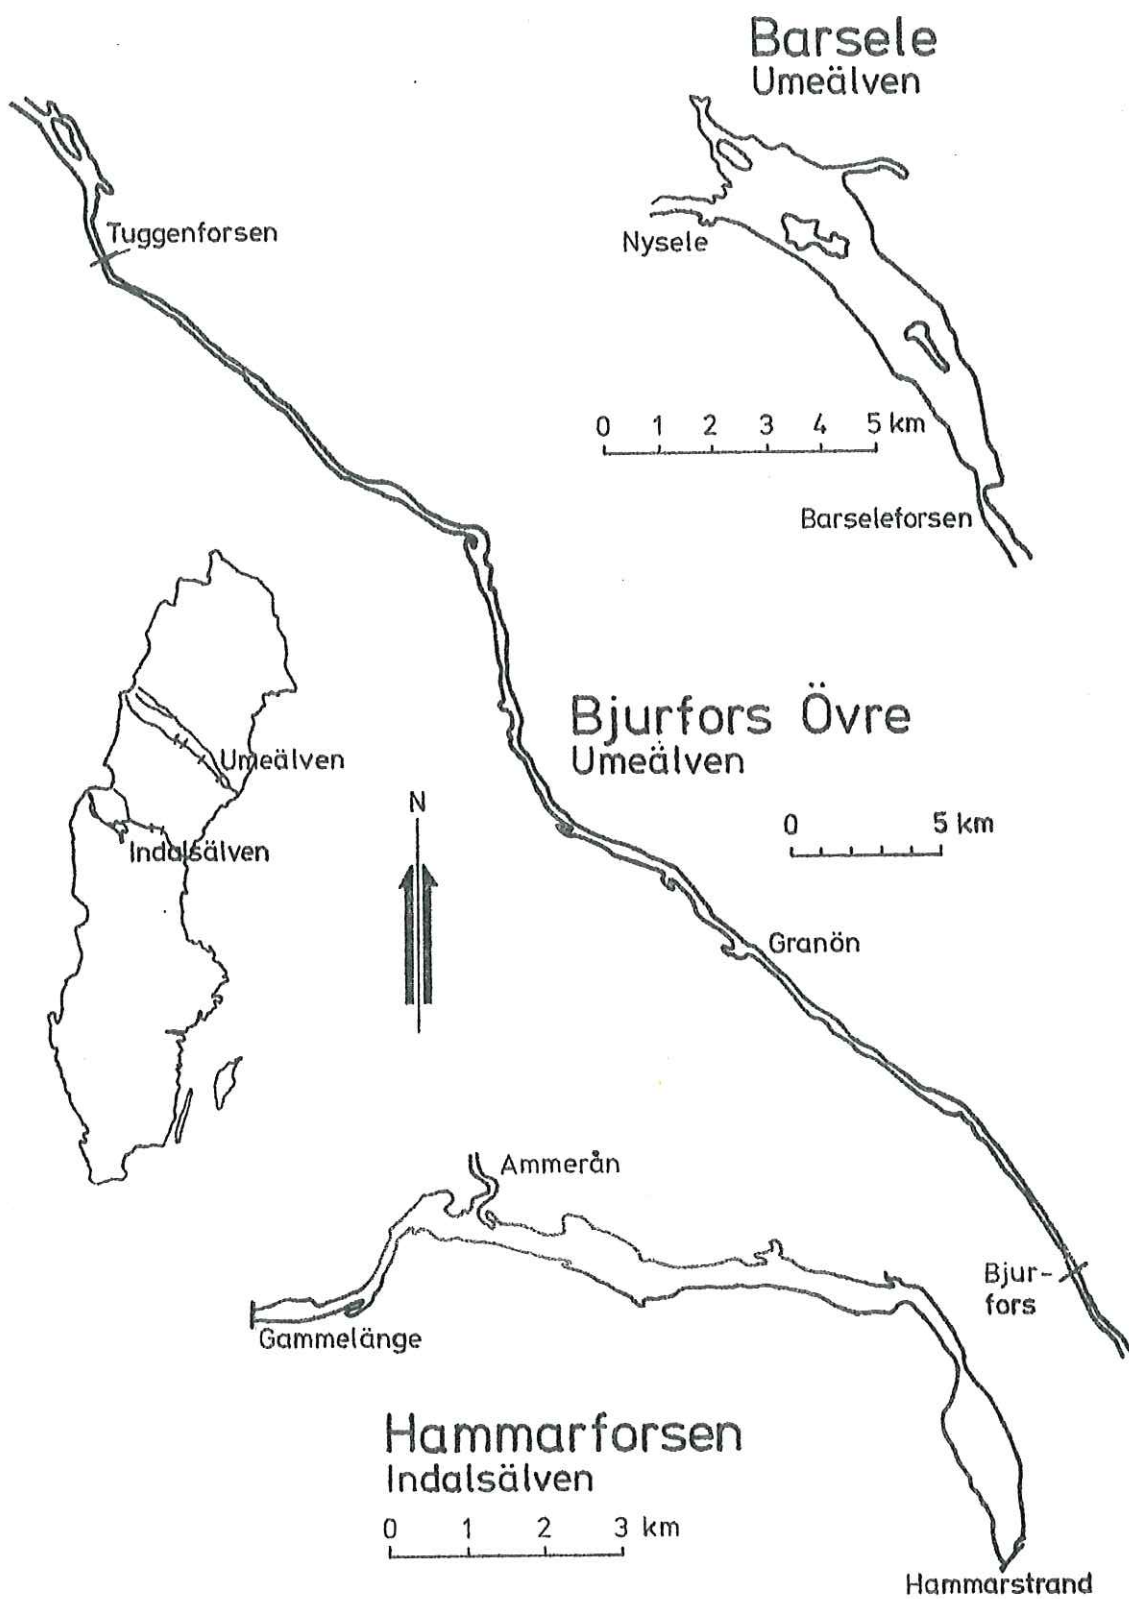 Barsele
Umeälven
Tuggenforsen
Nysele
0 1 2 3 4 5 km
Barseleforsen
Bjurfors Övre
Umeälven
0 5 km
Umeälven
Indalsälven
N
Granön
Ammerån
Bjur-
fors
Gammelänge
Hammarforsen
Indalsälven
0 1 2 3 km
Hammarstrand